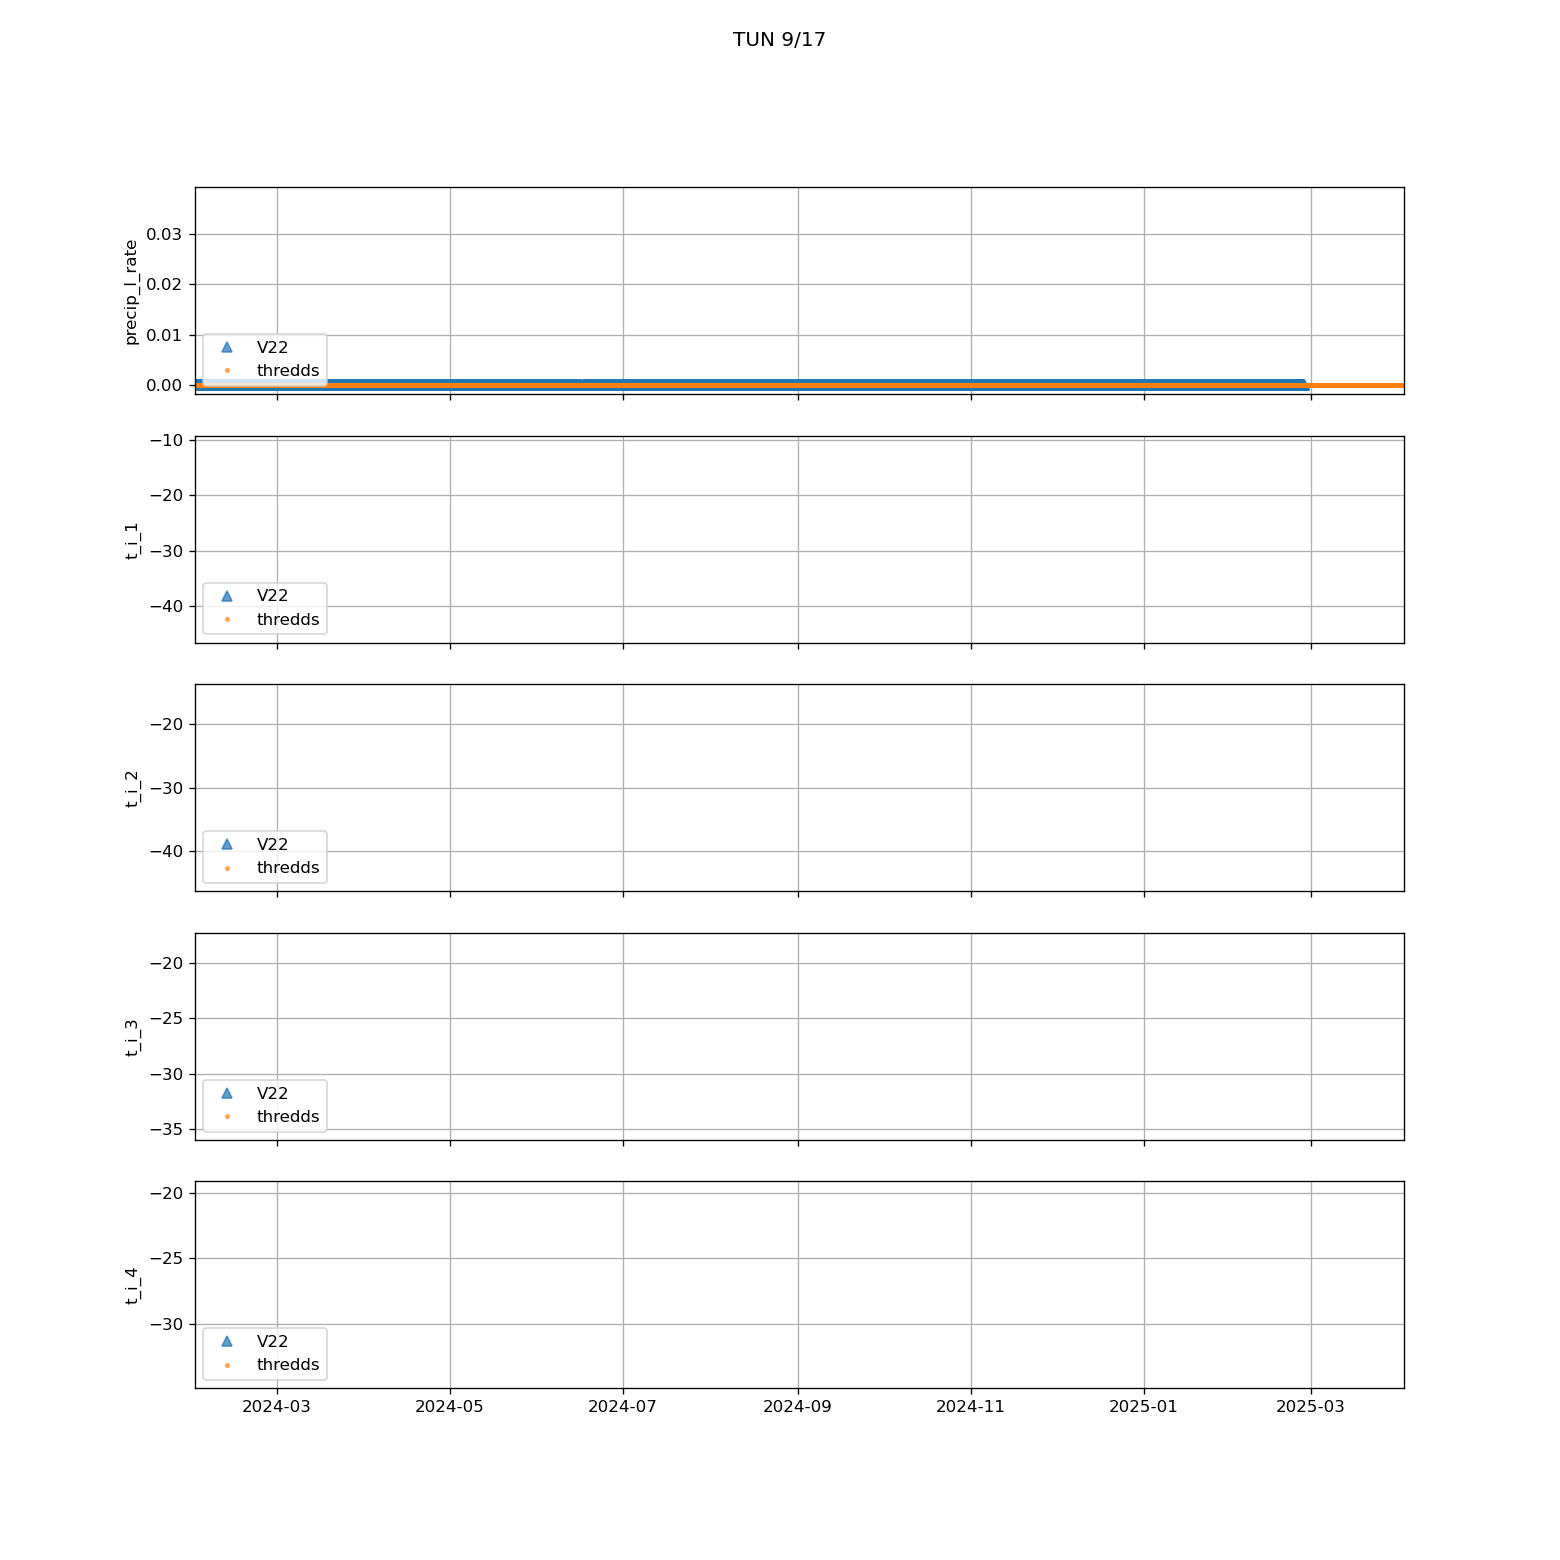 TUN 9/17
precip_l_rate
0.03
0.02
0.01
0.00
V22
thredds
t_i_1
−10
−20
−30
−40
V22
thredds
t_i_2
−20
−30
−40
V22
thredds
t_i_3
−20
−25
−30
−35
V22
thredds
t_i_4
−20
−25
−30
V22
thredds
2024-03 2024-05 2024-07 2024-09 2024-11 2025-01 2025-03